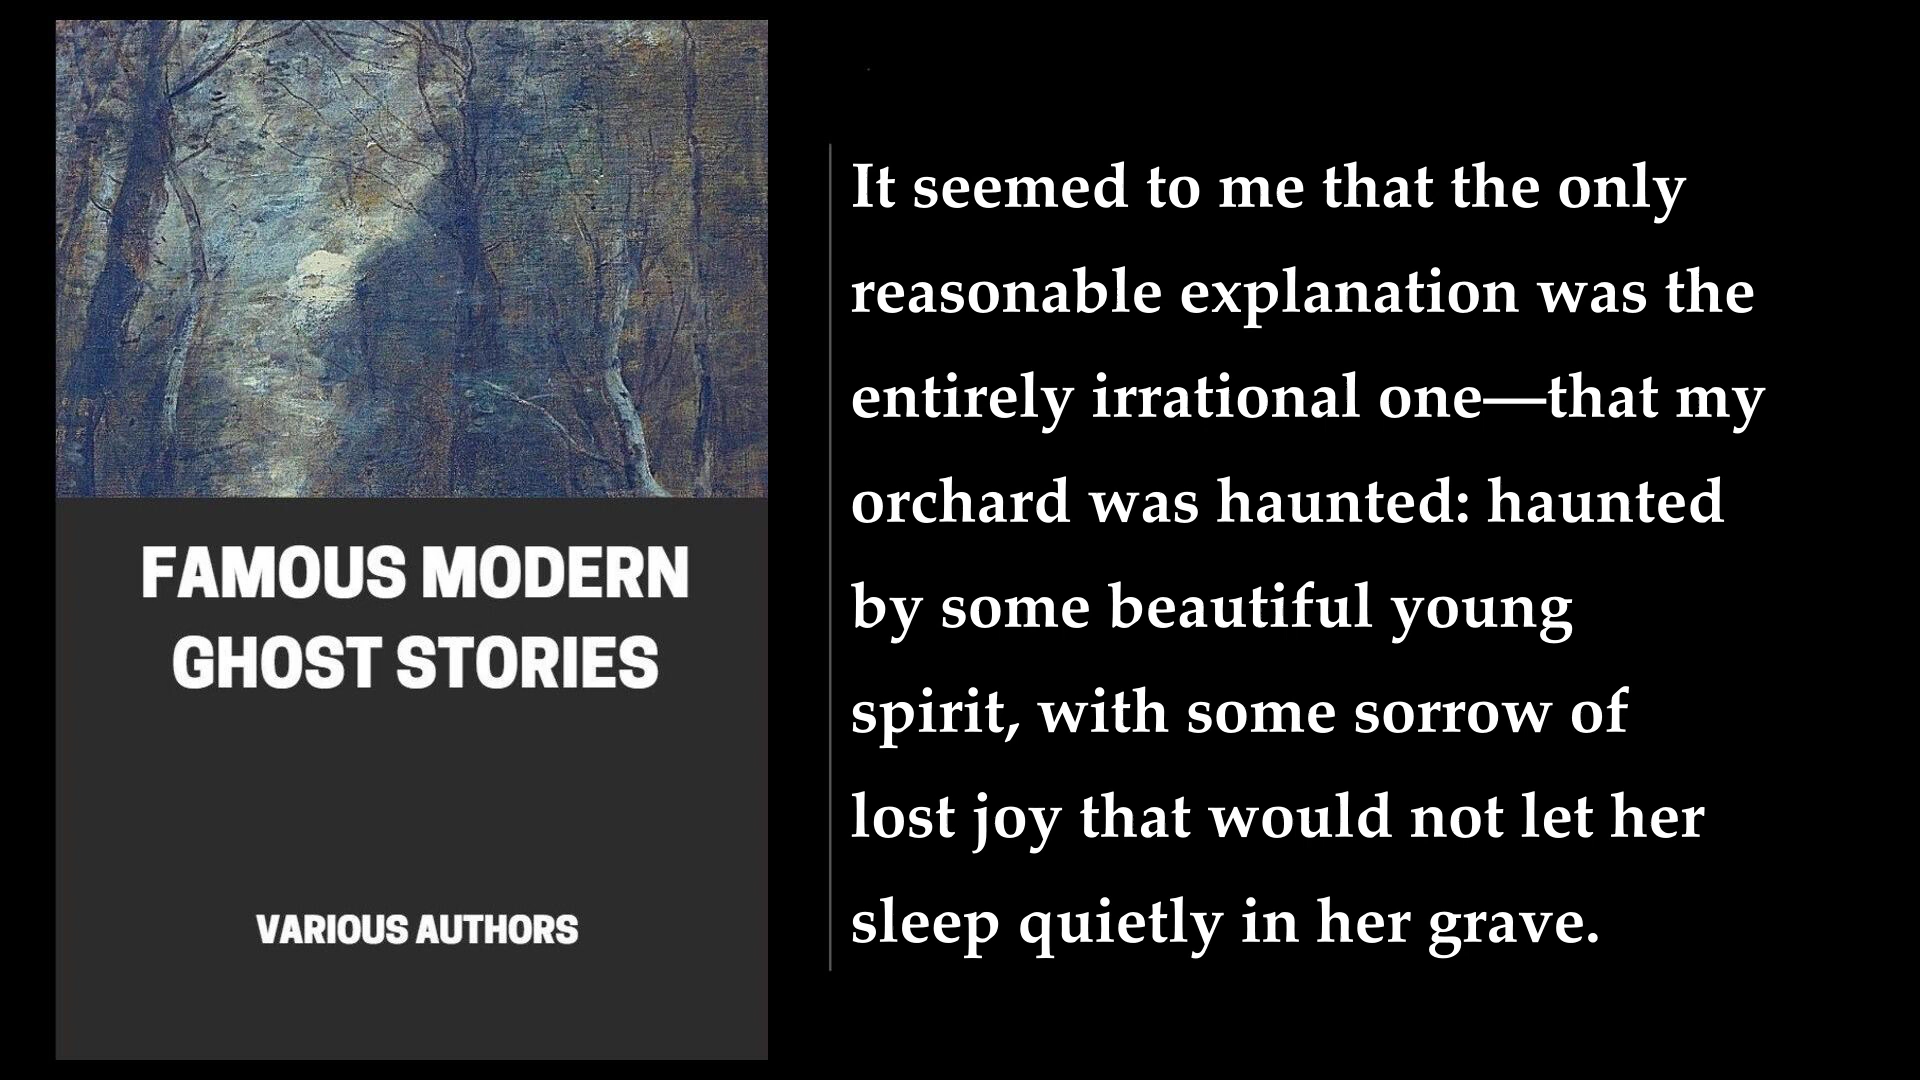 FAMOUS MODERN
GHOST STORIES
VARIOUS AUTHORS
It seemed to me that the only
reasonable explanation was the
entirely irrational one—that my
orchard was haunted: haunted
by some beautiful young
spirit, with some sorrow of
lost joy that would not let her
sleep quietly in her grave.